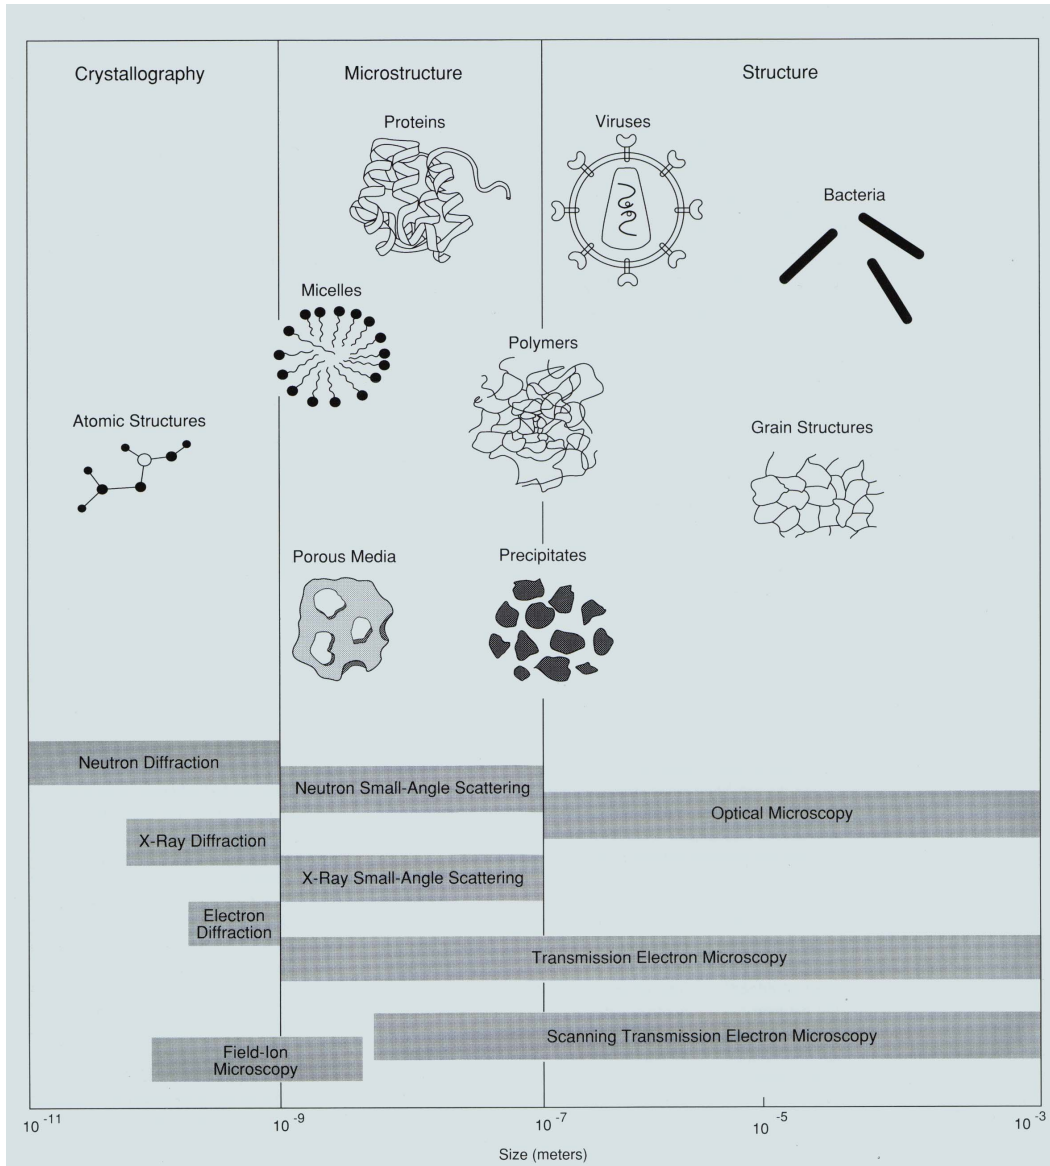 Crystallography
Microstructure
Structure
Proteins
Viruses
Bacteria
Micelles
Polymers
Atomic Structures
Grain Structures
Porous Media
Precipitates
Neutron Diffraction
Neutron Small-Angle Scattering
Optical Microscopy
X-Ray Diffraction
X-Ray Small-Angle Scattering
Electron
Diffraction
Transmission Electron Microscopy
Scanning Transmission Electron Microscopy
Field-Ion
Microscopy
10⁻¹¹
10⁻⁹
10⁻⁷
10⁻⁵
10⁻³
Size (meters)